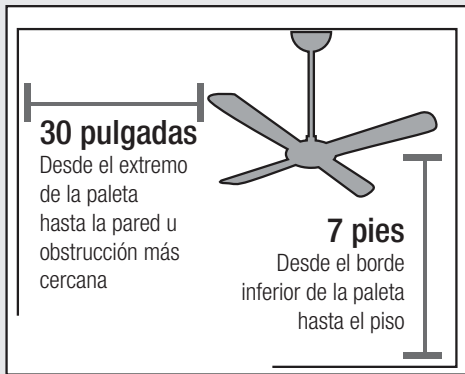 30 pulgadas
Desde el extremo
de la paleta
hasta la pared u
obstrucción más
cercana
7 pies
Desde el borde
inferior de la paleta
hasta el piso